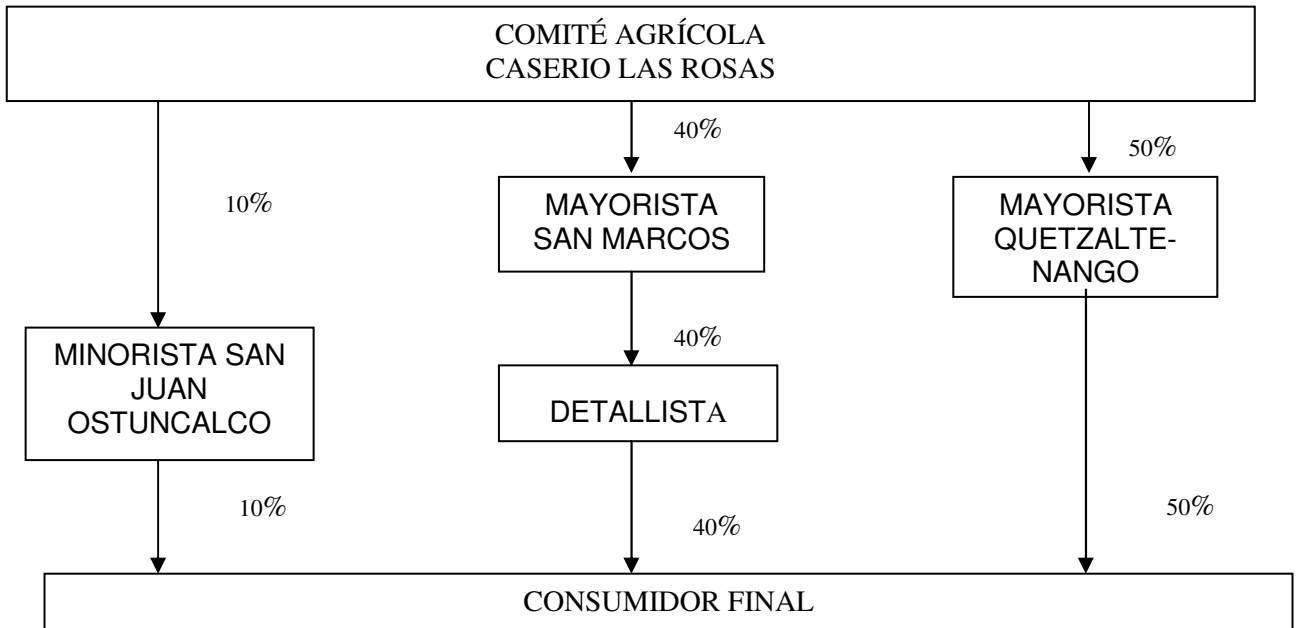 COMITÉ AGRÍCOLA
CASERIO LAS ROSAS
40%
50%
10%
MAYORISTA
SAN MARCOS
MAYORISTA
QUETZALTE-
NANGO
40%
MINORISTA SAN
JUAN
OSTUNCALCO
DETALLISTA
10%
40%
50%
CONSUMIDOR FINAL